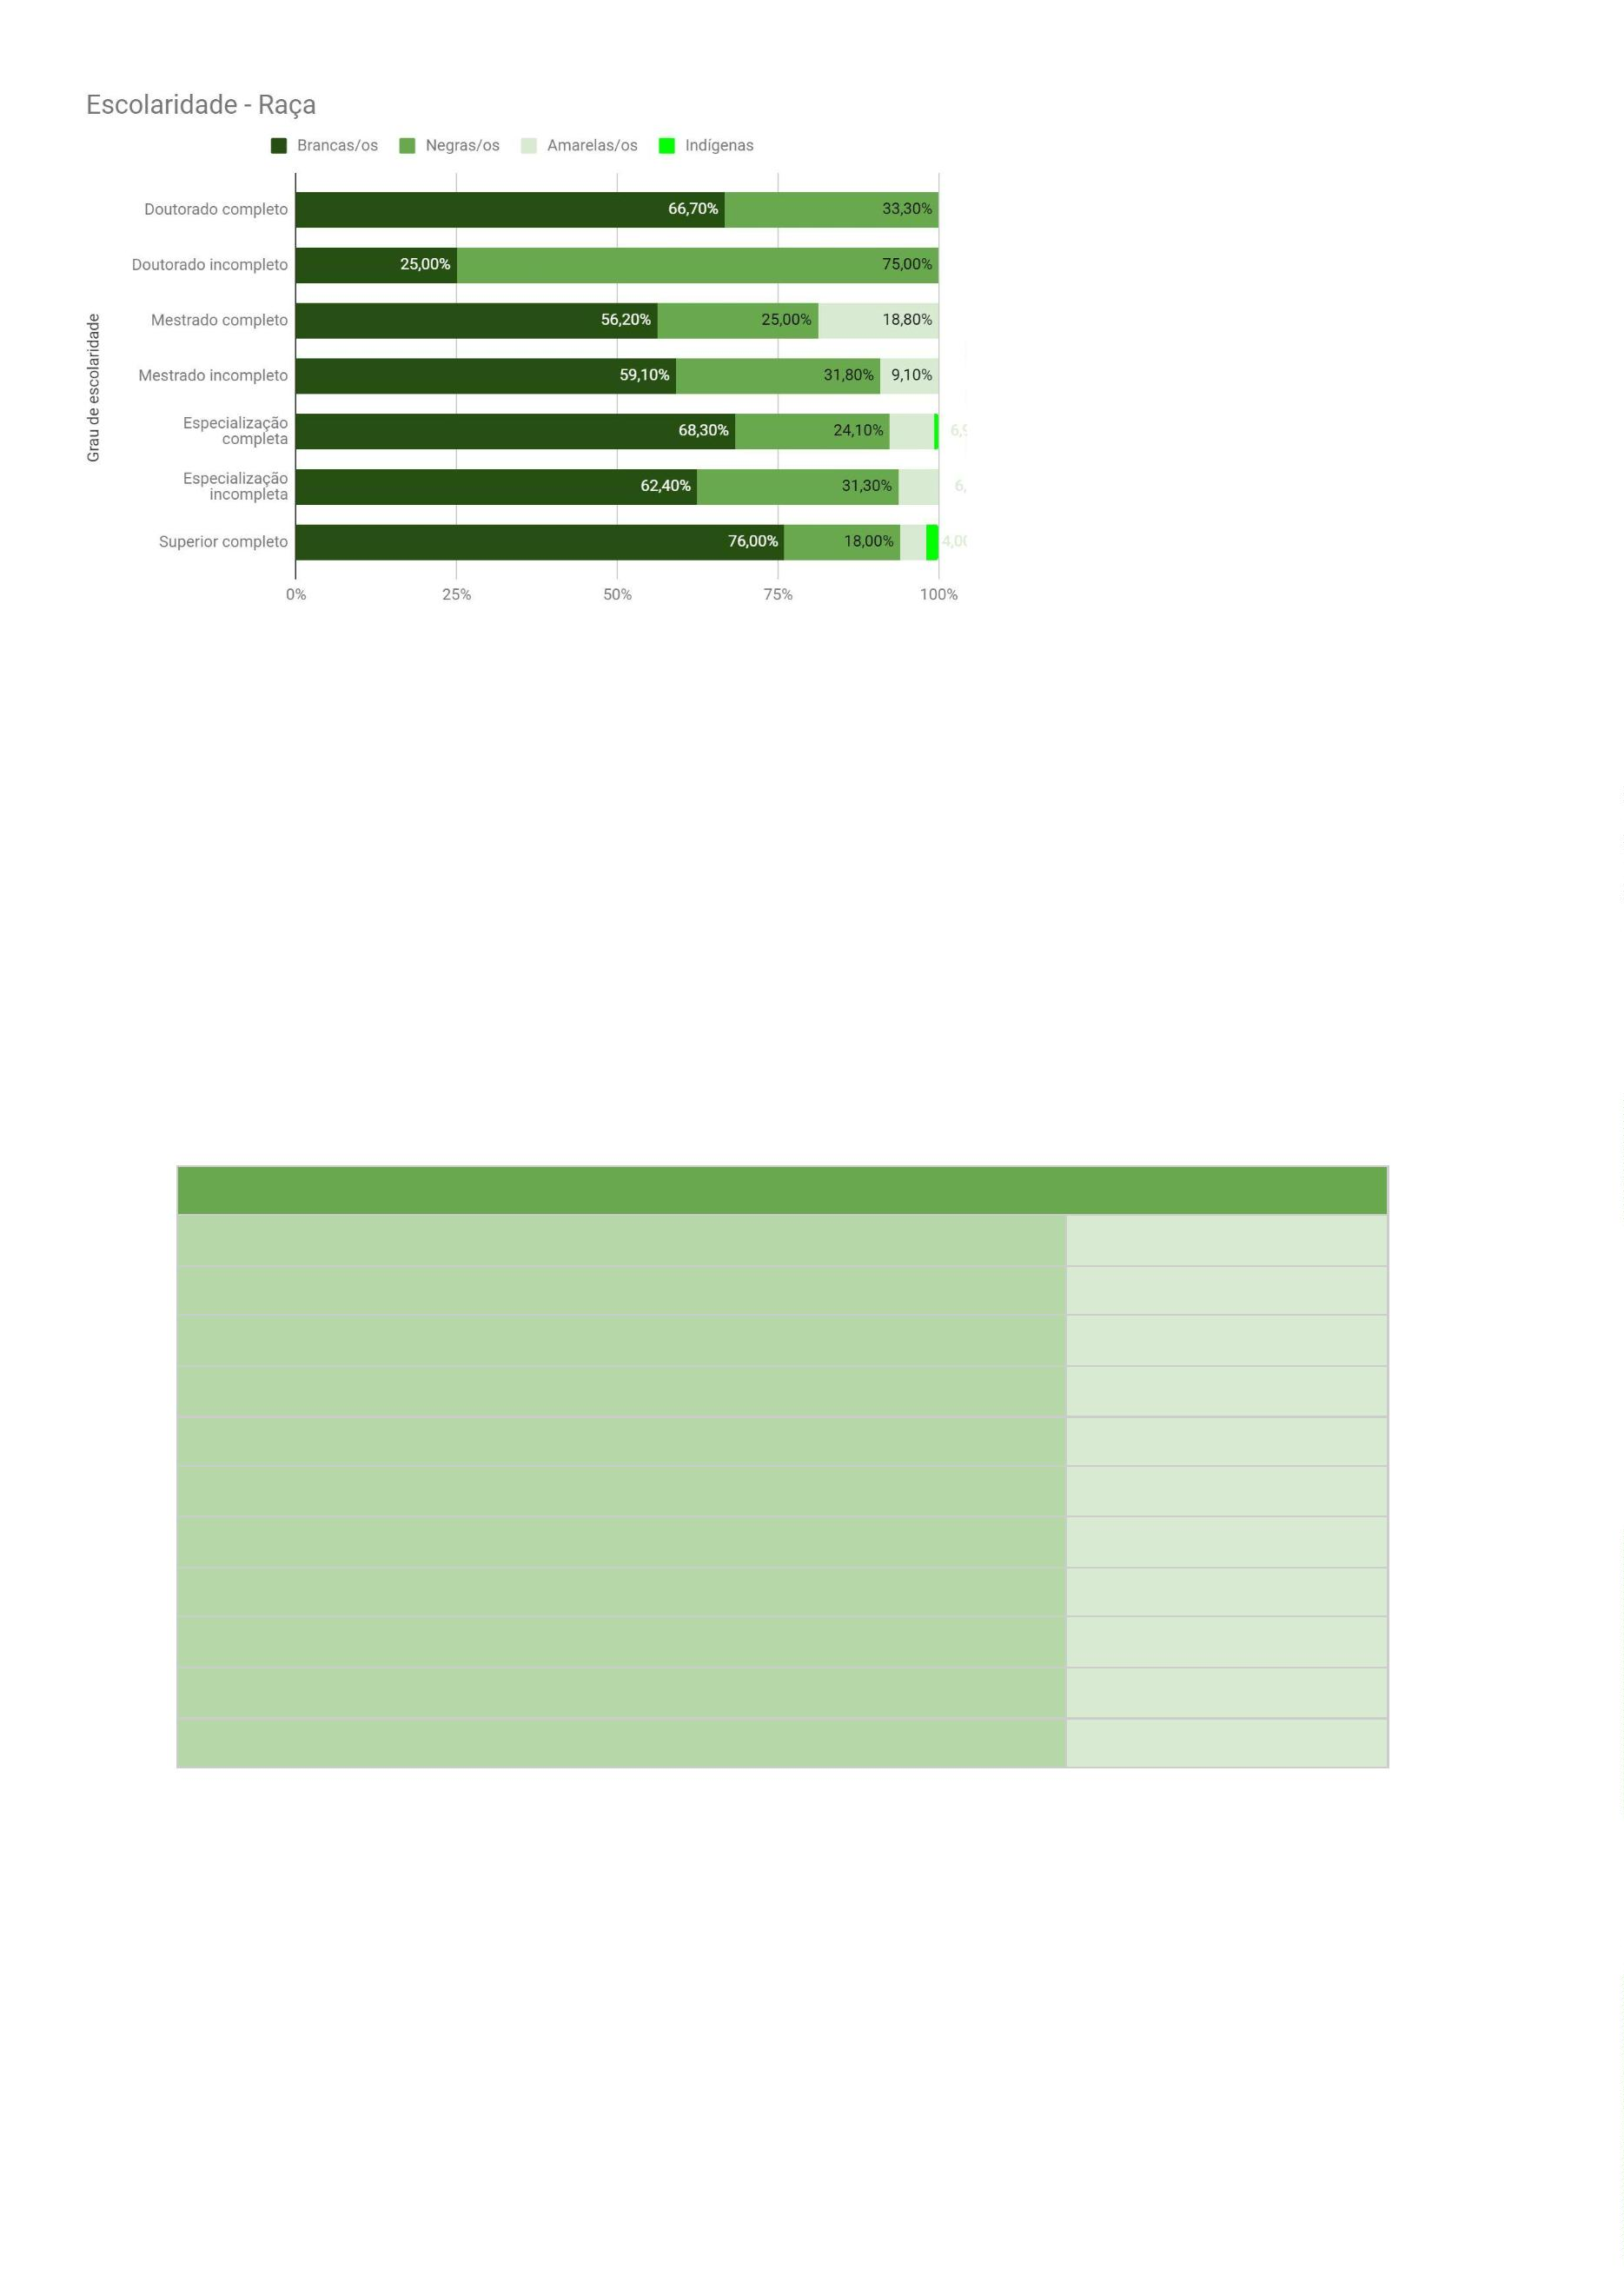 Escolaridade - Raça
Brancas/os Negras/os Amarelas/os Indígenas
Grau de escolaridade
Doutorado completo 66,70% 33,30%
Doutorado incompleto 25,00% 75,00%
Mestrado completo 56,20% 25,00% 18,80%
Mestrado incompleto 59,10% 31,80% 9,10%
Especialização
completa 68,30% 24,10%
Especialização
incompleta 62,40% 31,30%
Superior completo 76,00% 18,00%
0% 25% 50% 75% 100%